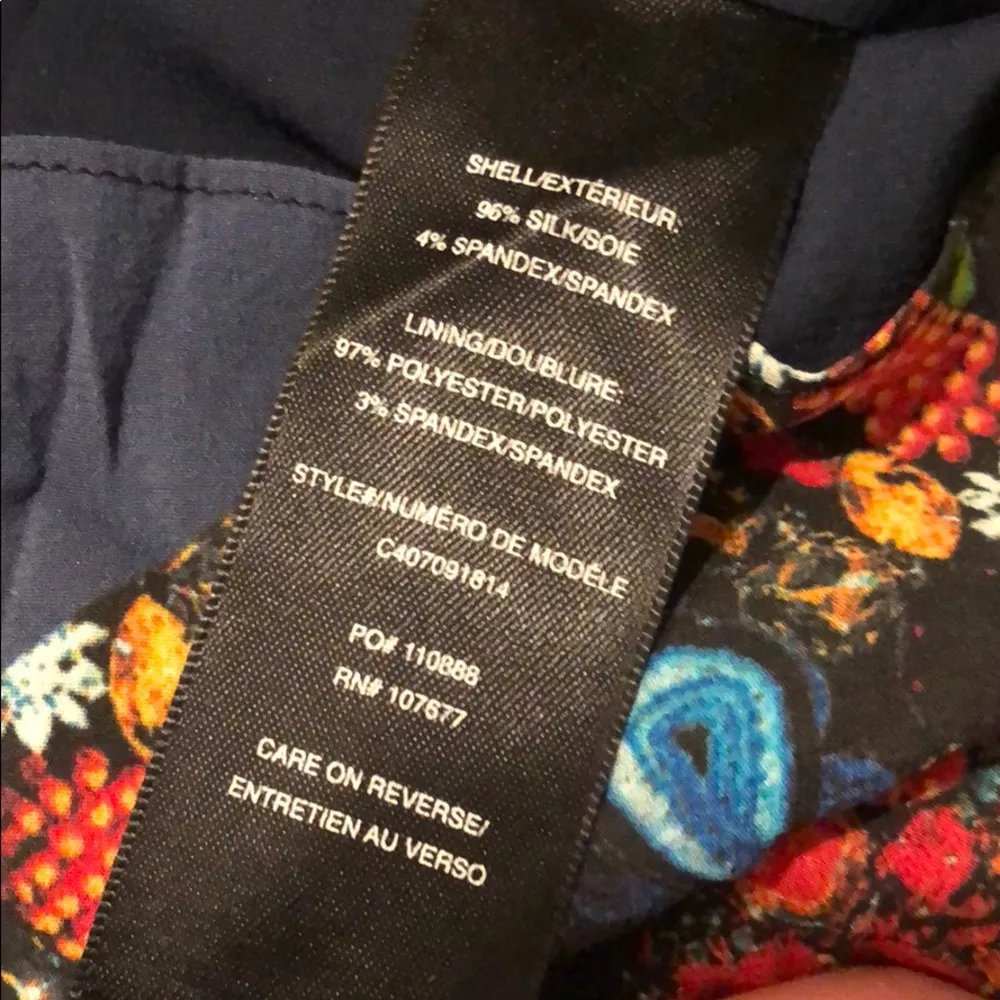 SHELL/EXTÉRIEUR:
96% SILK/SOIE
4% SPANDEX/SPANDEX
LINING/DOUBLURE:
97% POLYESTER/POLYESTER
3% SPANDEX/SPANDEX
STYLE#/NUMÉRO DE MODÉLE
C407091814
PO# 110888
RN# 107677
CARE ON REVERSE/
ENTRETIEN AU VERSO